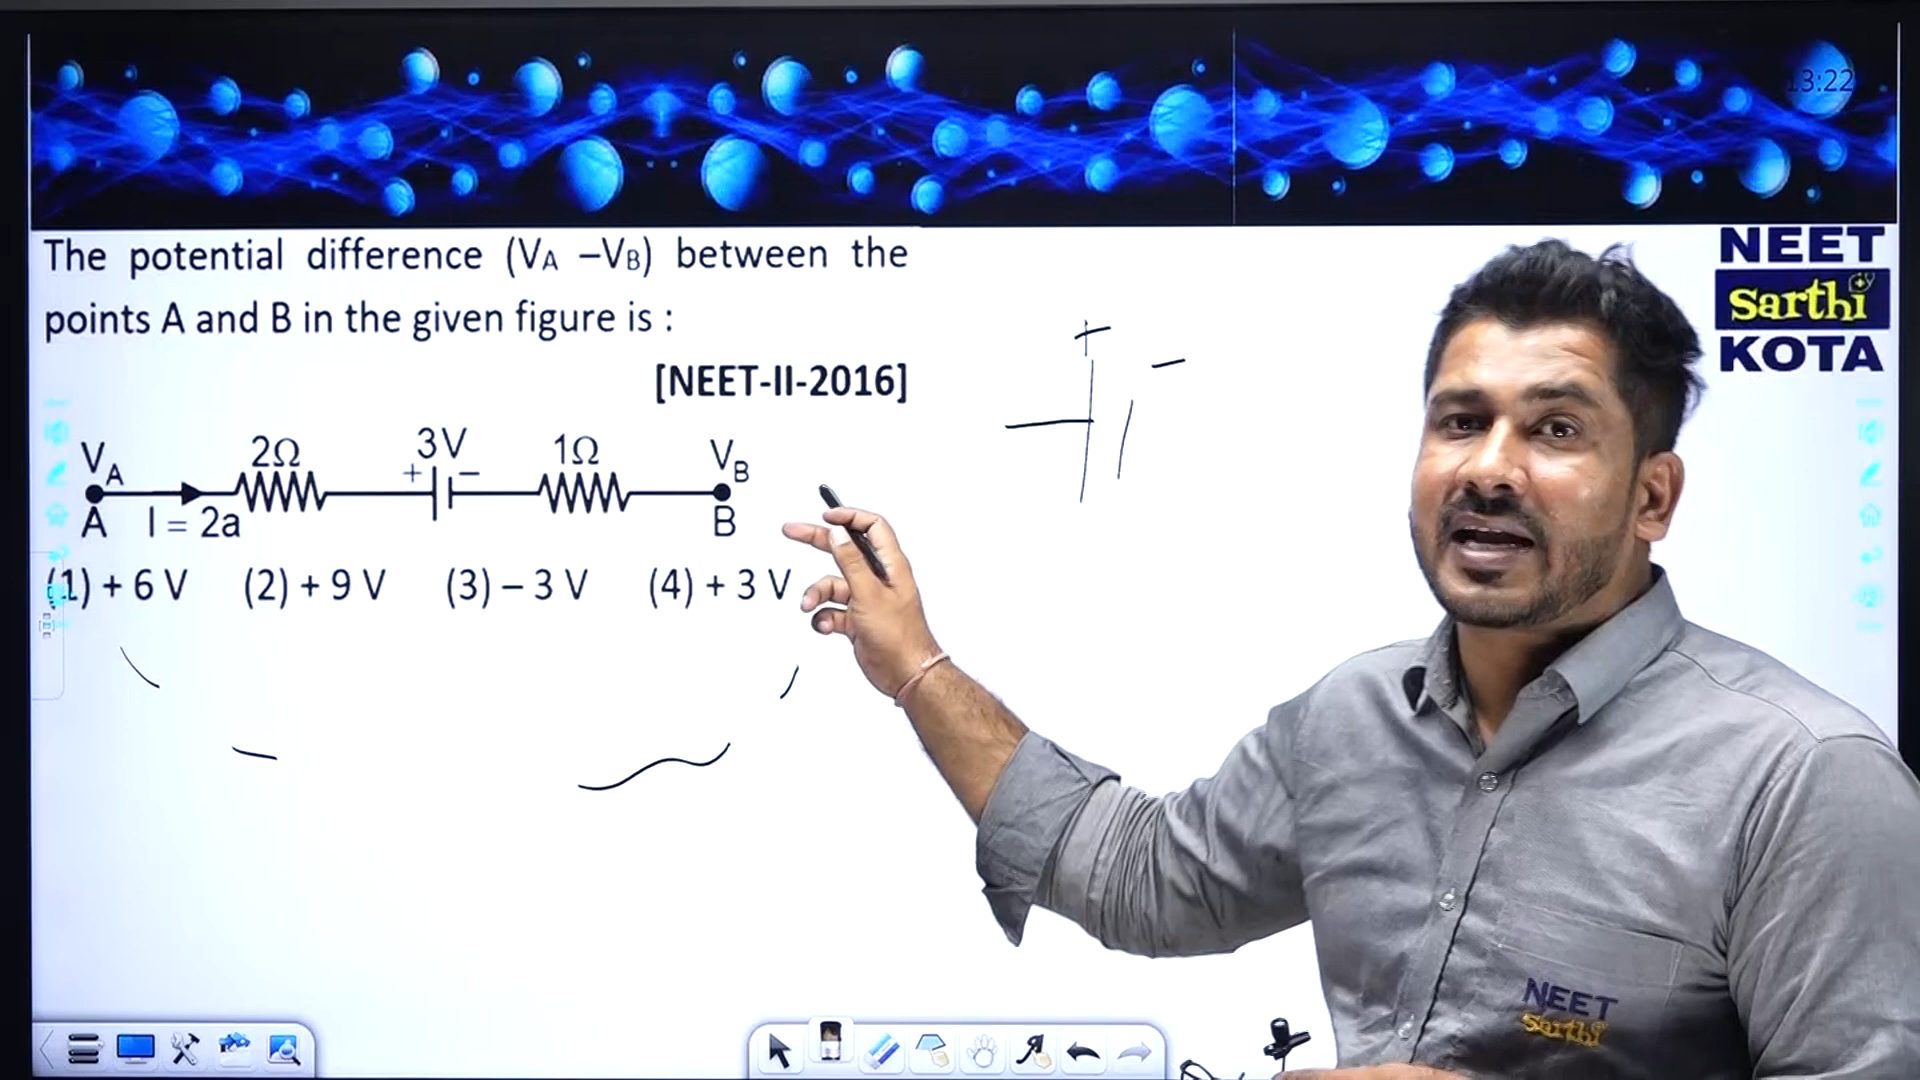 13:22
The potential difference (VA –VB) between the
points A and B in the given figure is :
[NEET-II-2016]
VA 2Ω 3V 1Ω VB
+ –
A I = 2a B
(1) + 6 V (2) + 9 V (3) – 3 V (4) + 3 V
+ –
NEET
Sarthi
KOTA
NEET
Sarthi